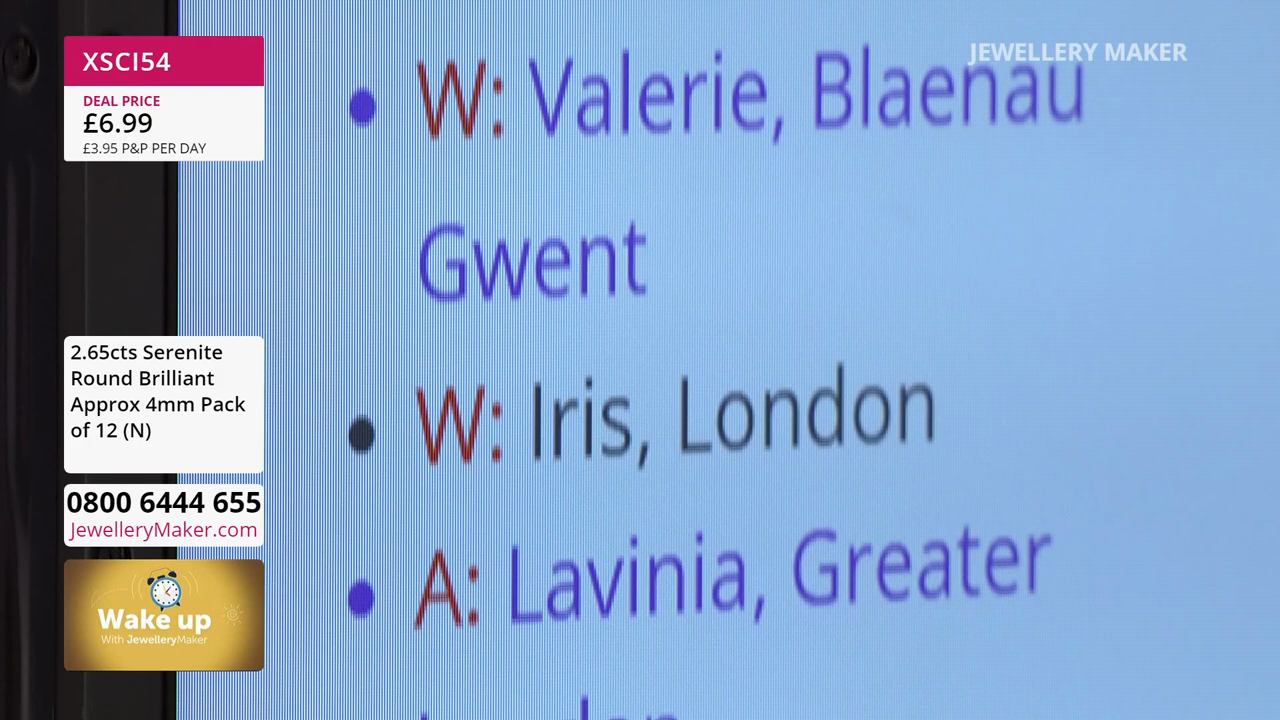 XSCI54
DEAL PRICE
£6.99
£3.95 P&P PER DAY
2.65cts Serenite
Round Brilliant
Approx 4mm Pack
of 12 (N)
0800 6444 655
JewelleryMaker.com
Wake up
With JewelleryMaker
JEWELLERY MAKER
W: Valerie, Blaenau
Gwent
W: Iris, London
A: Lavinia, Greater